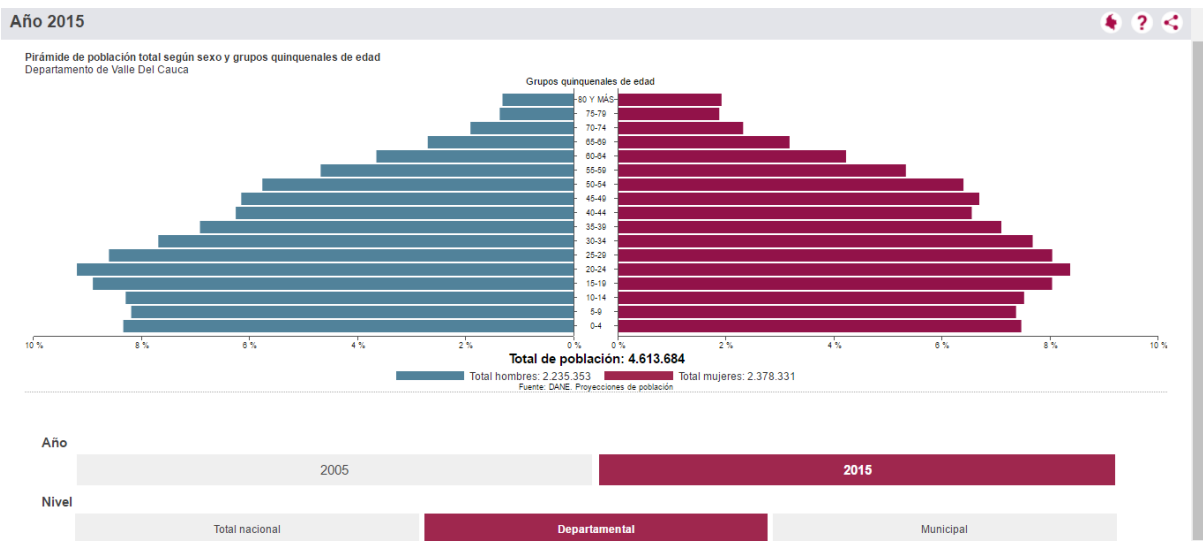 Año 2015
?
Pirámide de población total según sexo y grupos quinquenales de edad
Departamento de Valle Del Cauca
Grupos quinquenales de edad
80 Y MÁS
75-79
70-74
65-69
60-64
55-59
50-54
45-49
40-44
35-39
30-34
25-29
20-24
15-19
10-14
5-9
0-4
10 % 8 % 6 % 4 % 2 % 0 % 0 % 2 % 4 % 6 % 8 % 10 %
Total de población: 4.613.684
Total hombres: 2.235.353 Total mujeres: 2.378.331
Fuente: DANE. Proyecciones de población
Año
2005 2015
Nivel
Total nacional Departamental Municipal